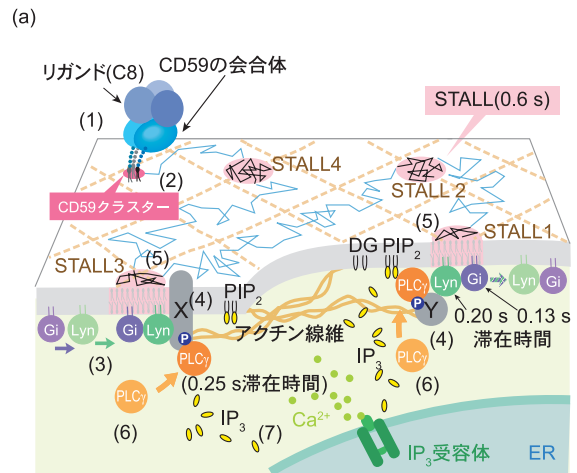 (a)
リガンド(C8)
CD59の会合体
(1)
STALL(0.6 s)
(2)
STALL4
STALL 2
CD59クラスター
(5)
STALL1
(5)
STALL3
DG PIP2
X
(4)
PIP2
PLCγ
Lyn
Gi
Lyn
Gi
Gi
Lyn
Gi
Lyn
P
Y
アクチン線維
P
(4)
0.20 s
0.13 s
滞在時間
(3)
PLCγ
(0.25 s滞在時間)
IP3
PLCγ
PLCγ
(6)
(6)
IP3
(7)
Ca2+
IP3受容体
ER